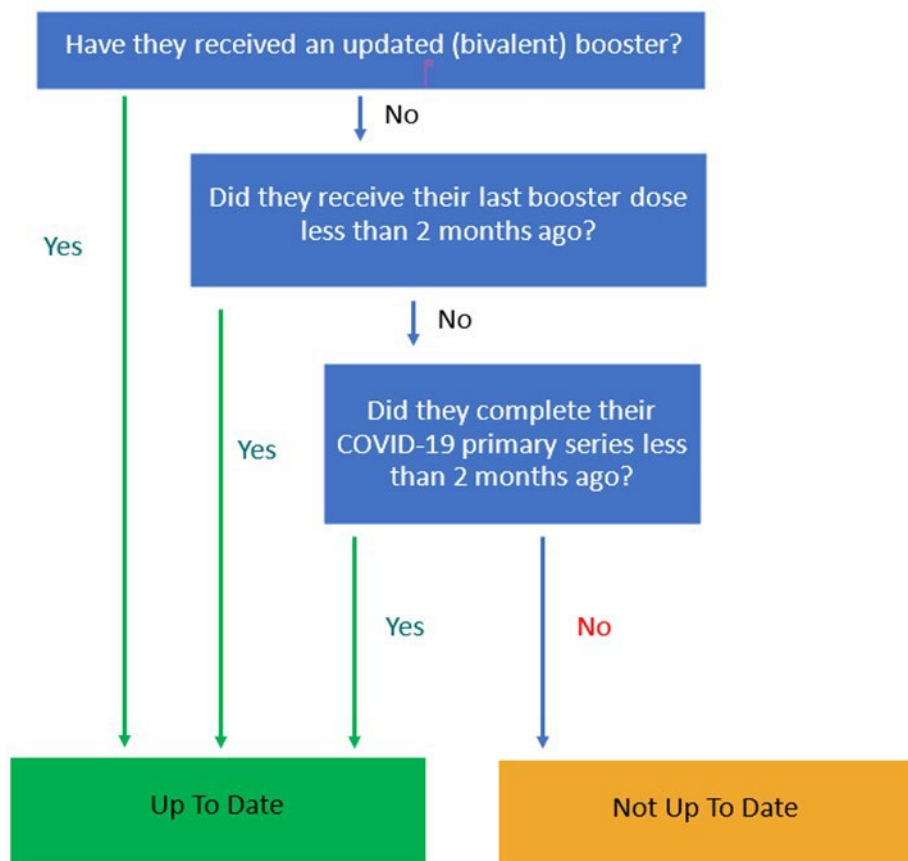 Have they received an updated (bivalent) booster?
No
Did they receive their last booster dose
less than 2 months ago?
Yes
No
Did they complete their
COVID-19 primary series less
than 2 months ago?
Yes
Yes
No
Up To Date
Not Up To Date